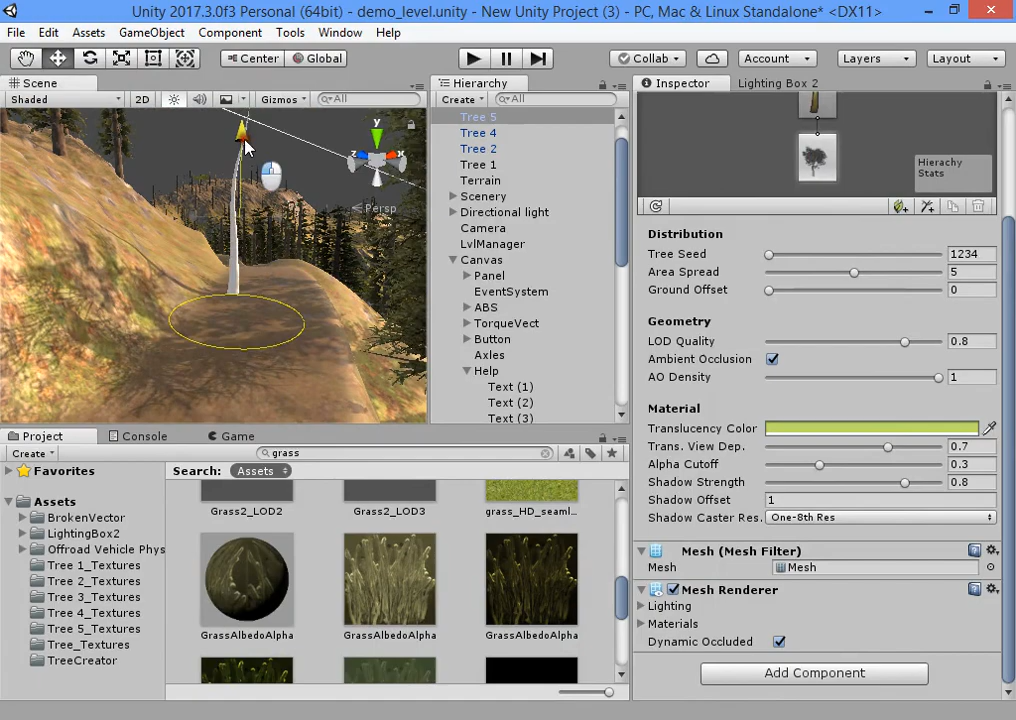 Unity 2017.3.0f3 Personal (64bit) - demo_level.unity - New Unity Project (3) - PC, Mac & Linux Standalone* <DX11>
File Edit Assets GameObject Component Tools Window Help
Center Global Collab Account Layers Layout
Scene
Shaded 2D Gizmos All
y
z x
Persp
Hierarchy
Create All
Tree 5
Tree 4
Tree 2
Tree 1
Terrain
Scenery
Directional light
Camera
LvlManager
Canvas
Panel
EventSystem
ABS
TorqueVect
Button
Axles
Help
Text (1)
Text (2)
Text (3)
Project Console Game
Create grass
Favorites
Assets
BrokenVector
LightingBox2
Offroad Vehicle Phys
Tree 1_Textures
Tree 2_Textures
Tree 3_Textures
Tree 4_Textures
Tree 5_Textures
Tree_Textures
TreeCreator
Search: Assets
Grass2_LOD2 Grass2_LOD3 grass_HD_seaml...
GrassAlbedoAlpha GrassAlbedoAlpha GrassAlbedoAlpha
Inspector Lighting Box 2
Hierachy
Stats
Distribution
Tree Seed 1234
Area Spread 5
Ground Offset 0
Geometry
LOD Quality 0.8
Ambient Occlusion
AO Density 1
Material
Translucency Color
Trans. View Dep. 0.7
Alpha Cutoff 0.3
Shadow Strength 0.8
Shadow Offset 1
Shadow Caster Res. One-8th Res
Mesh (Mesh Filter)
Mesh Mesh
Mesh Renderer
Lighting
Materials
Dynamic Occluded
Add Component